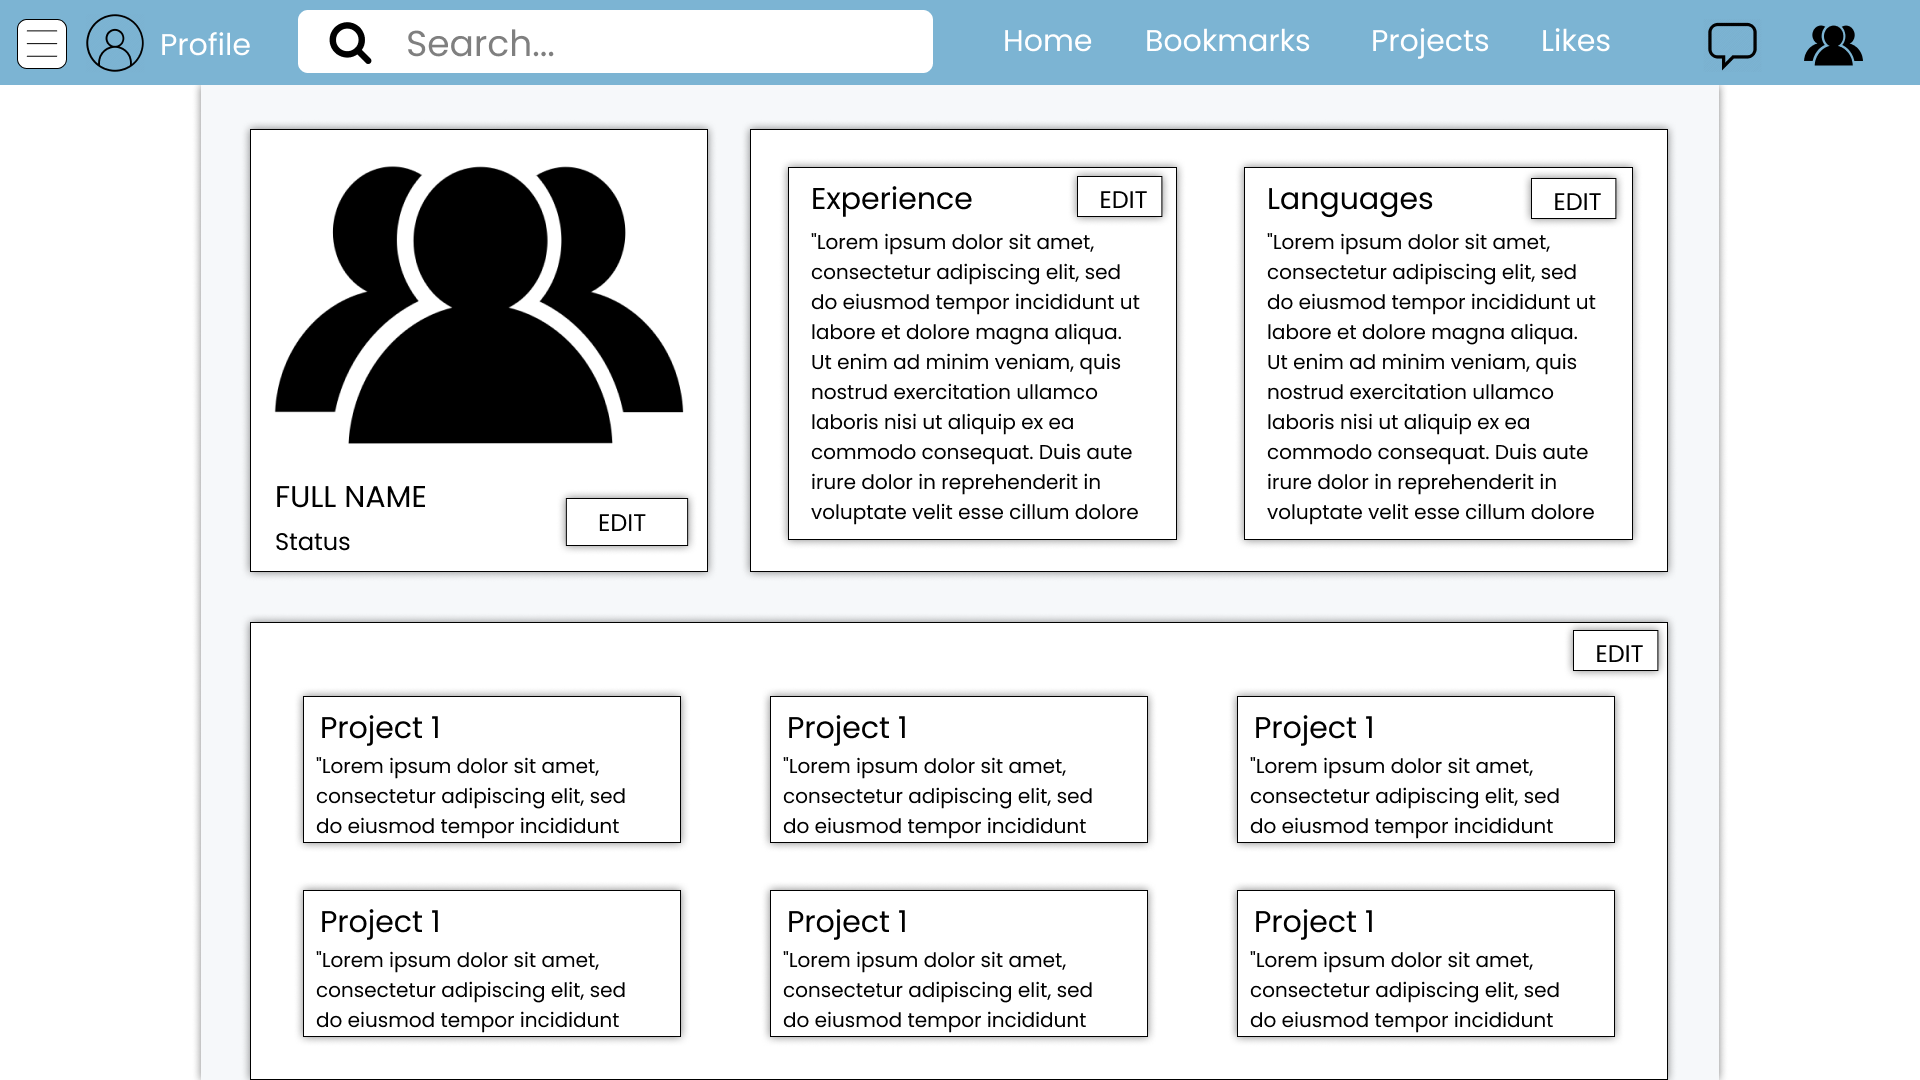 Profile
Search...
Home
Bookmarks
Projects
Likes
FULL NAME
Status
EDIT
Experience
EDIT
"Lorem ipsum dolor sit amet,
consectetur adipiscing elit, sed
do eiusmod tempor incididunt ut
labore et dolore magna aliqua.
Ut enim ad minim veniam, quis
nostrud exercitation ullamco
laboris nisi ut aliquip ex ea
commodo consequat. Duis aute
irure dolor in reprehenderit in
voluptate velit esse cillum dolore
Languages
EDIT
"Lorem ipsum dolor sit amet,
consectetur adipiscing elit, sed
do eiusmod tempor incididunt ut
labore et dolore magna aliqua.
Ut enim ad minim veniam, quis
nostrud exercitation ullamco
laboris nisi ut aliquip ex ea
commodo consequat. Duis aute
irure dolor in reprehenderit in
voluptate velit esse cillum dolore
EDIT
Project 1
"Lorem ipsum dolor sit amet,
consectetur adipiscing elit, sed
do eiusmod tempor incididunt
Project 1
"Lorem ipsum dolor sit amet,
consectetur adipiscing elit, sed
do eiusmod tempor incididunt
Project 1
"Lorem ipsum dolor sit amet,
consectetur adipiscing elit, sed
do eiusmod tempor incididunt
Project 1
"Lorem ipsum dolor sit amet,
consectetur adipiscing elit, sed
do eiusmod tempor incididunt
Project 1
"Lorem ipsum dolor sit amet,
consectetur adipiscing elit, sed
do eiusmod tempor incididunt
Project 1
"Lorem ipsum dolor sit amet,
consectetur adipiscing elit, sed
do eiusmod tempor incididunt